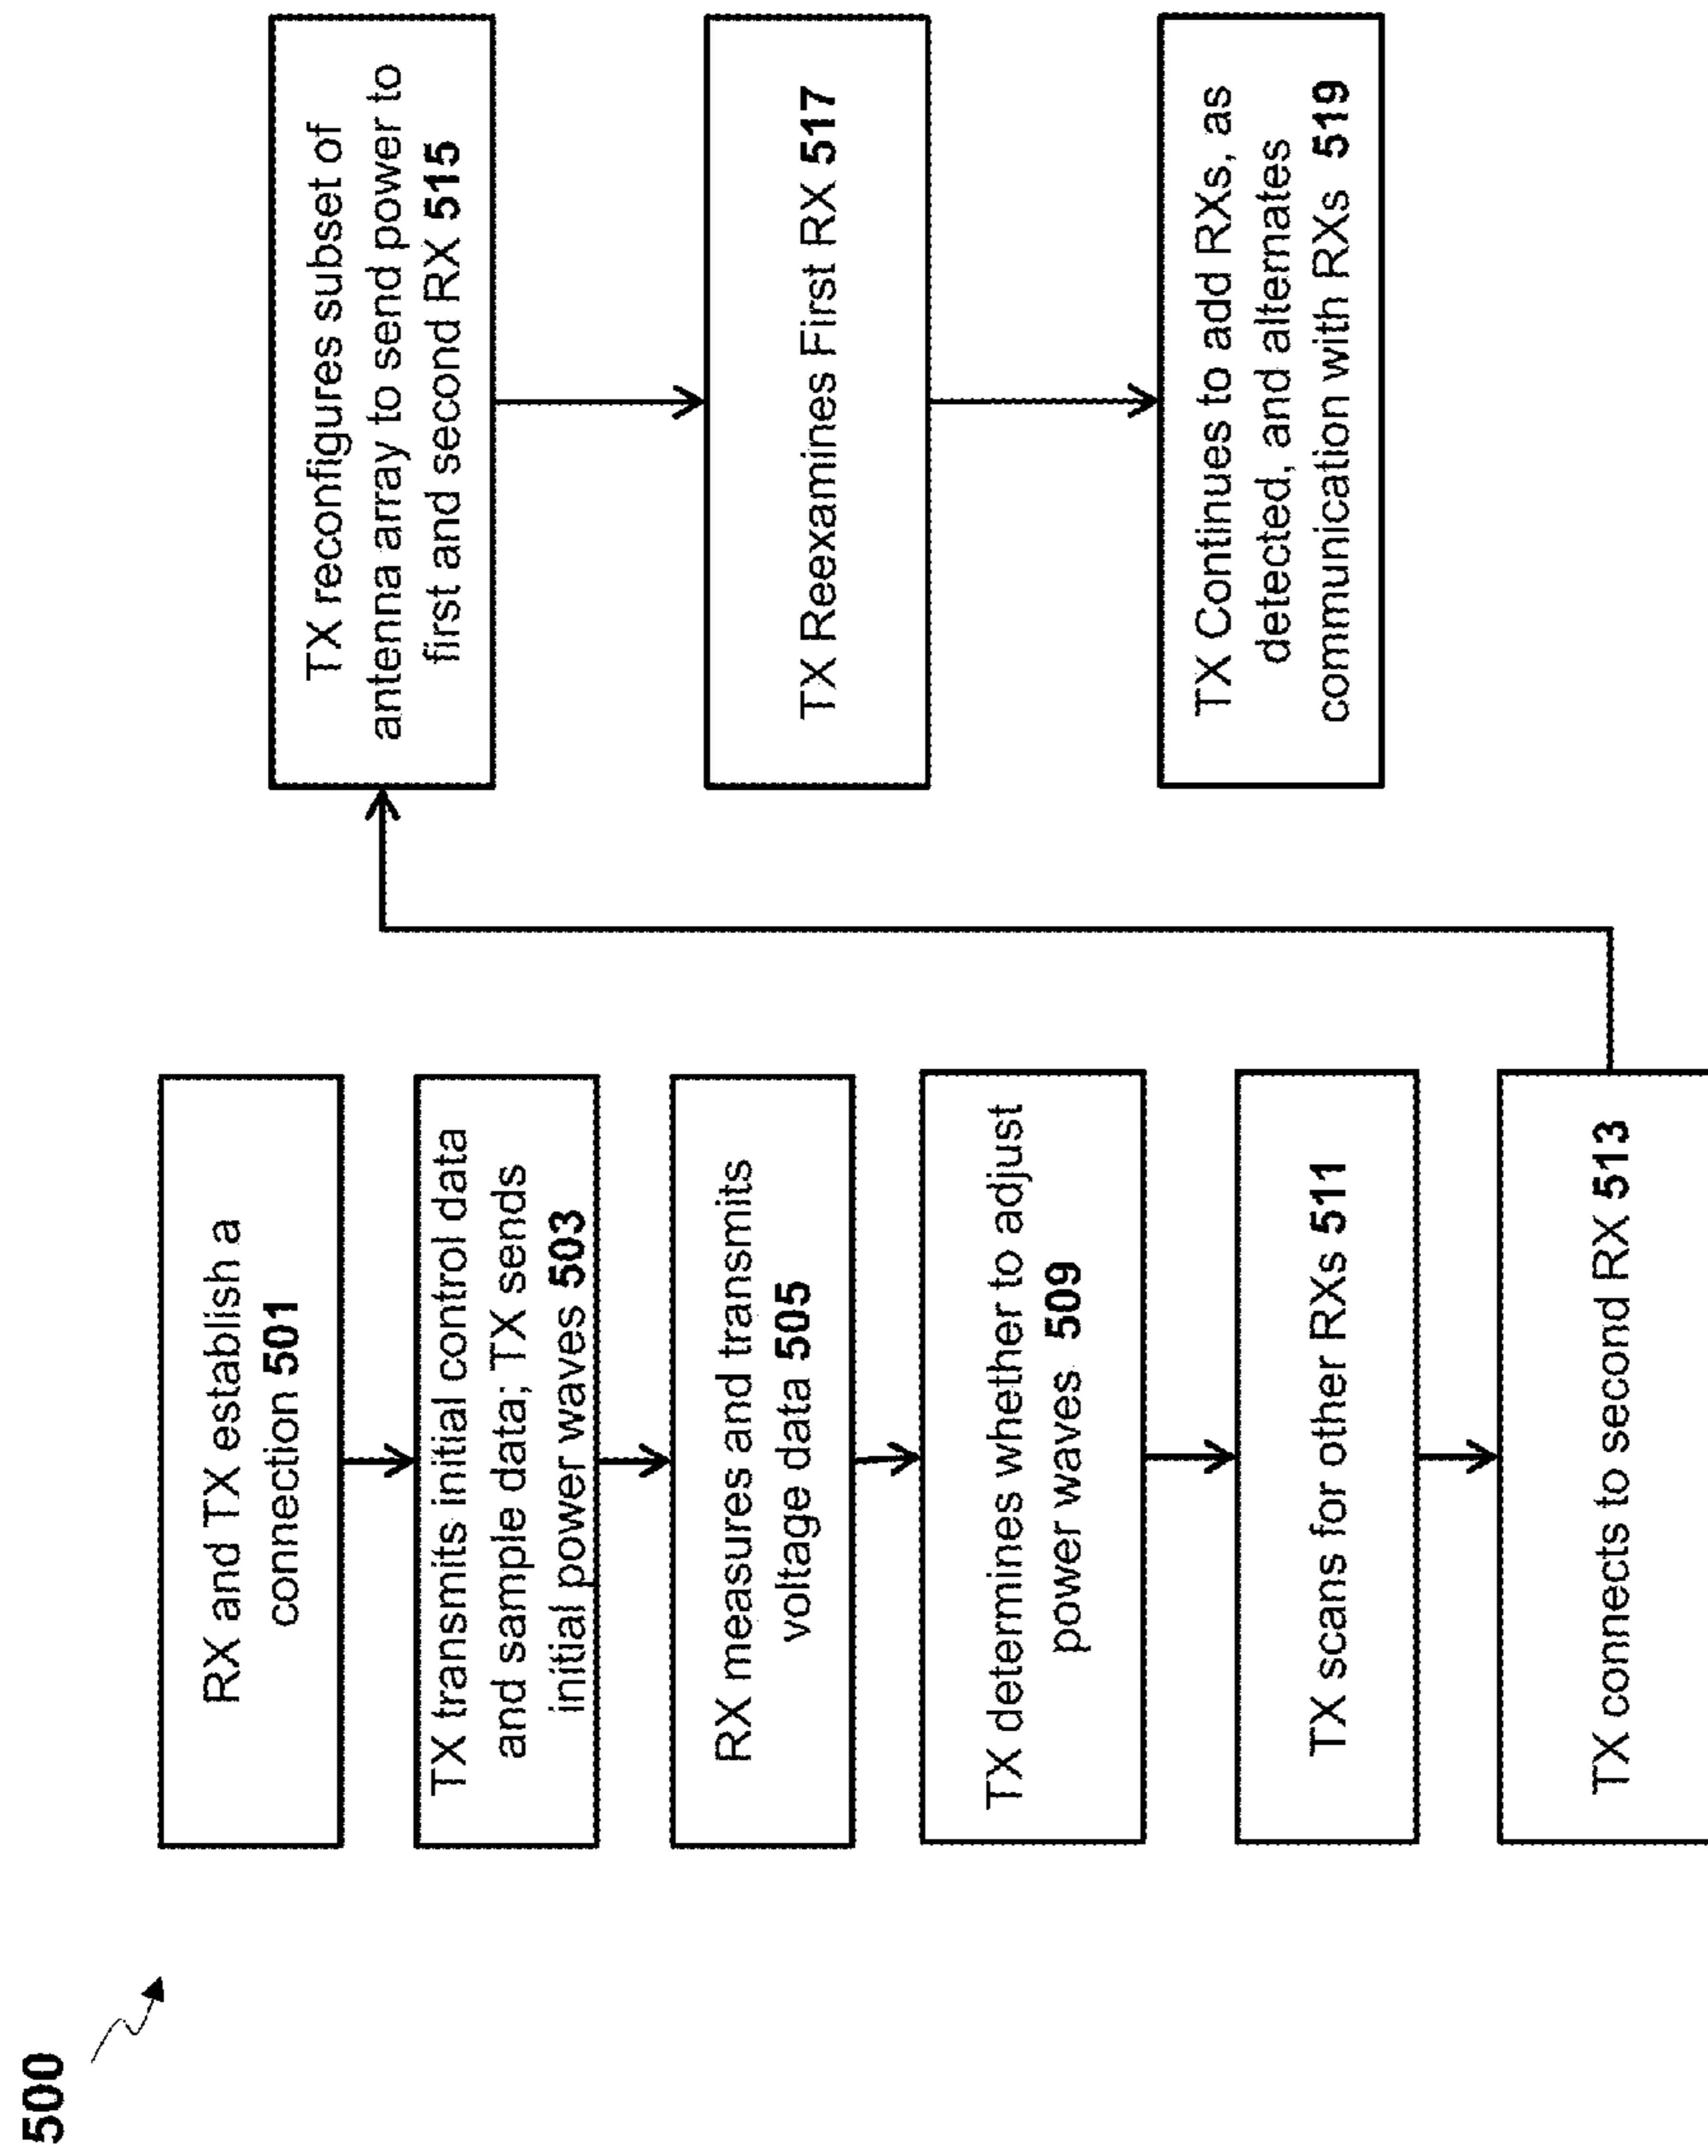 500
RX and TX establish a
connection 501
TX transmits initial control data
and sample data; TX sends
initial power waves 503
RX measures and transmits
voltage data 505
TX determines whether to adjust
power waves 509
TX scans for other RXs 511
TX connects to second RX 513
TX reconfigures subset of
antenna array to send power to
first and second RX 515
TX Reexamines First RX 517
TX Continues to add RXs, as
detected, and alternates
communication with RXs 519